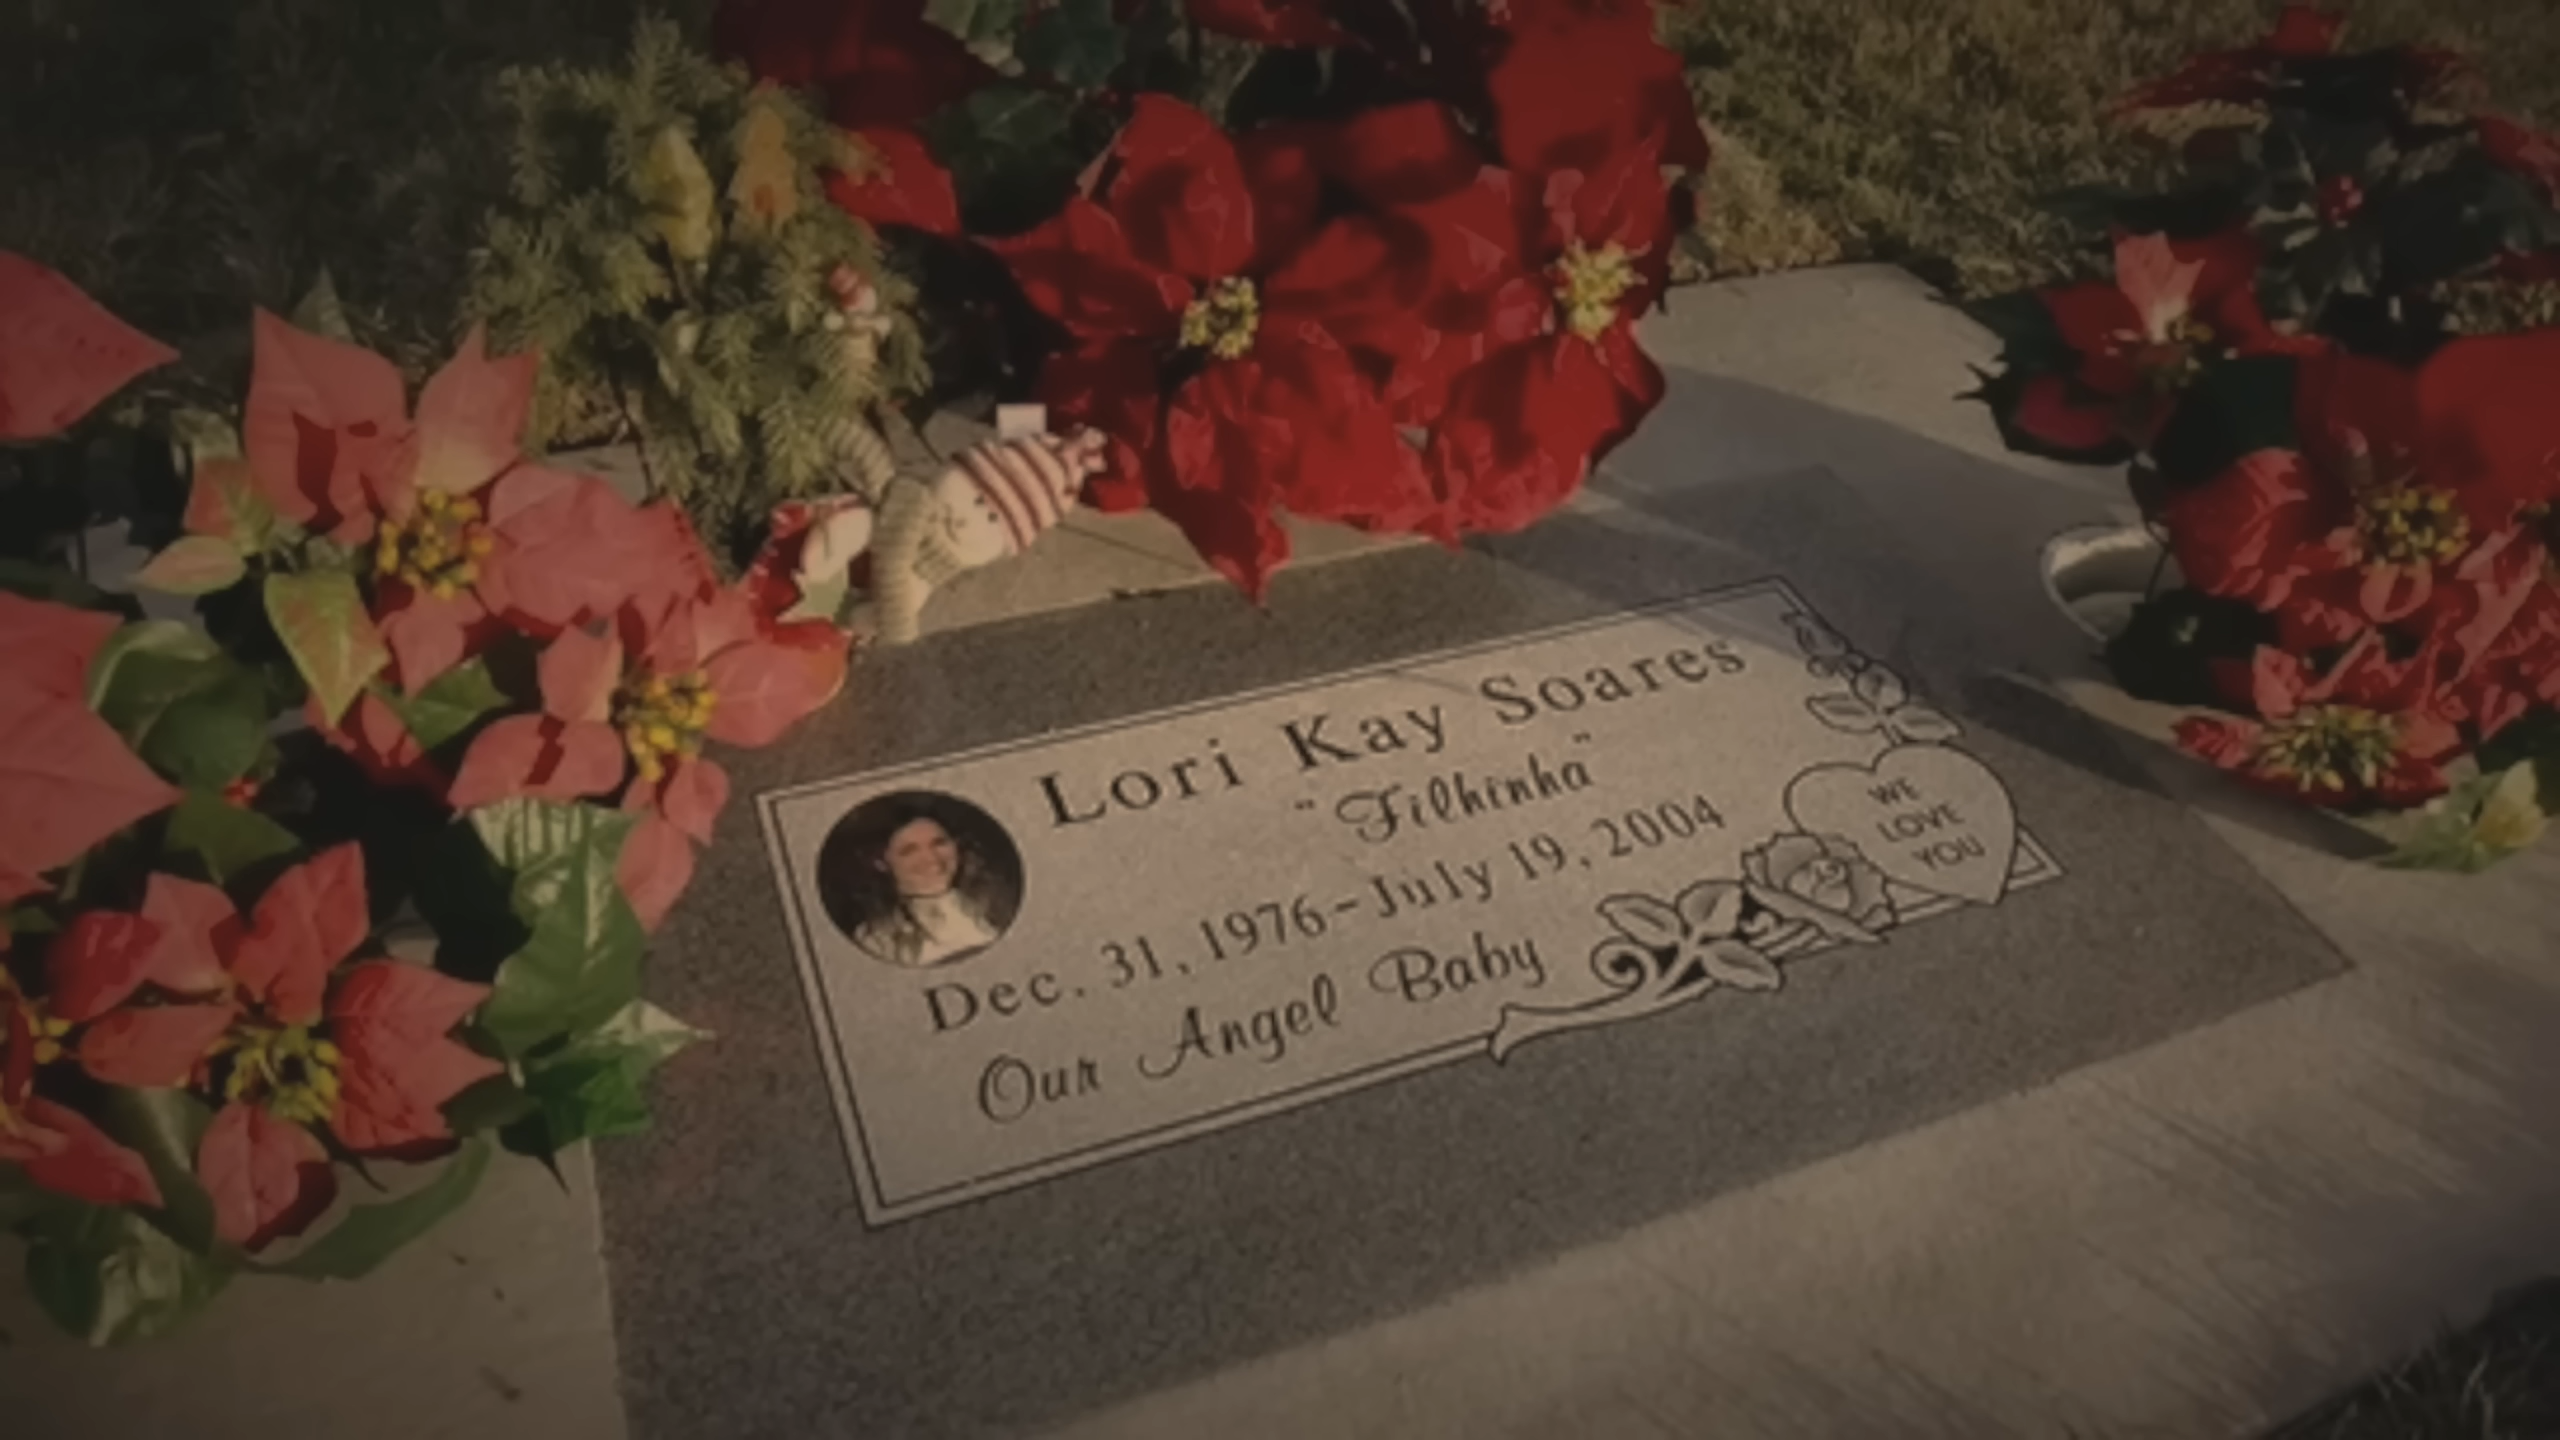 Lori Kay Soares
"Filhinha"
Dec. 31, 1976-July 19, 2004
Our Angel Baby
WE
LOVE
YOU